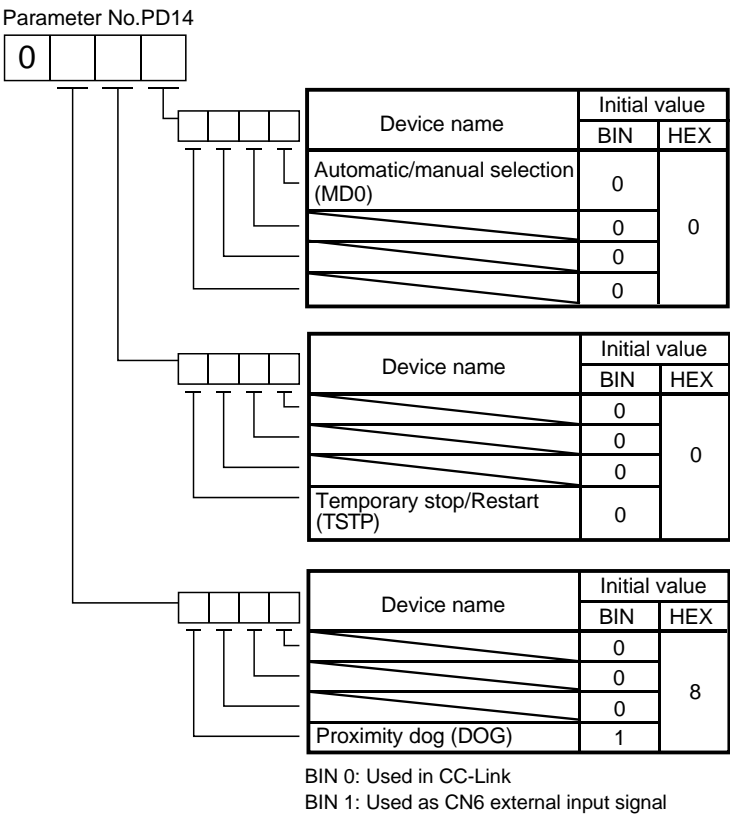 Parameter No.PD14
0
Device name
Initial value
BIN HEX
Automatic/manual selection
(MD0)
0
0
0
0
0
Device name
Initial value
BIN HEX
0
0
0
Temporary stop/Restart
(TSTP)
0
0
Device name
Initial value
BIN HEX
0
0
0
Proximity dog (DOG) 1
8
BIN 0: Used in CC-Link
BIN 1: Used as CN6 external input signal